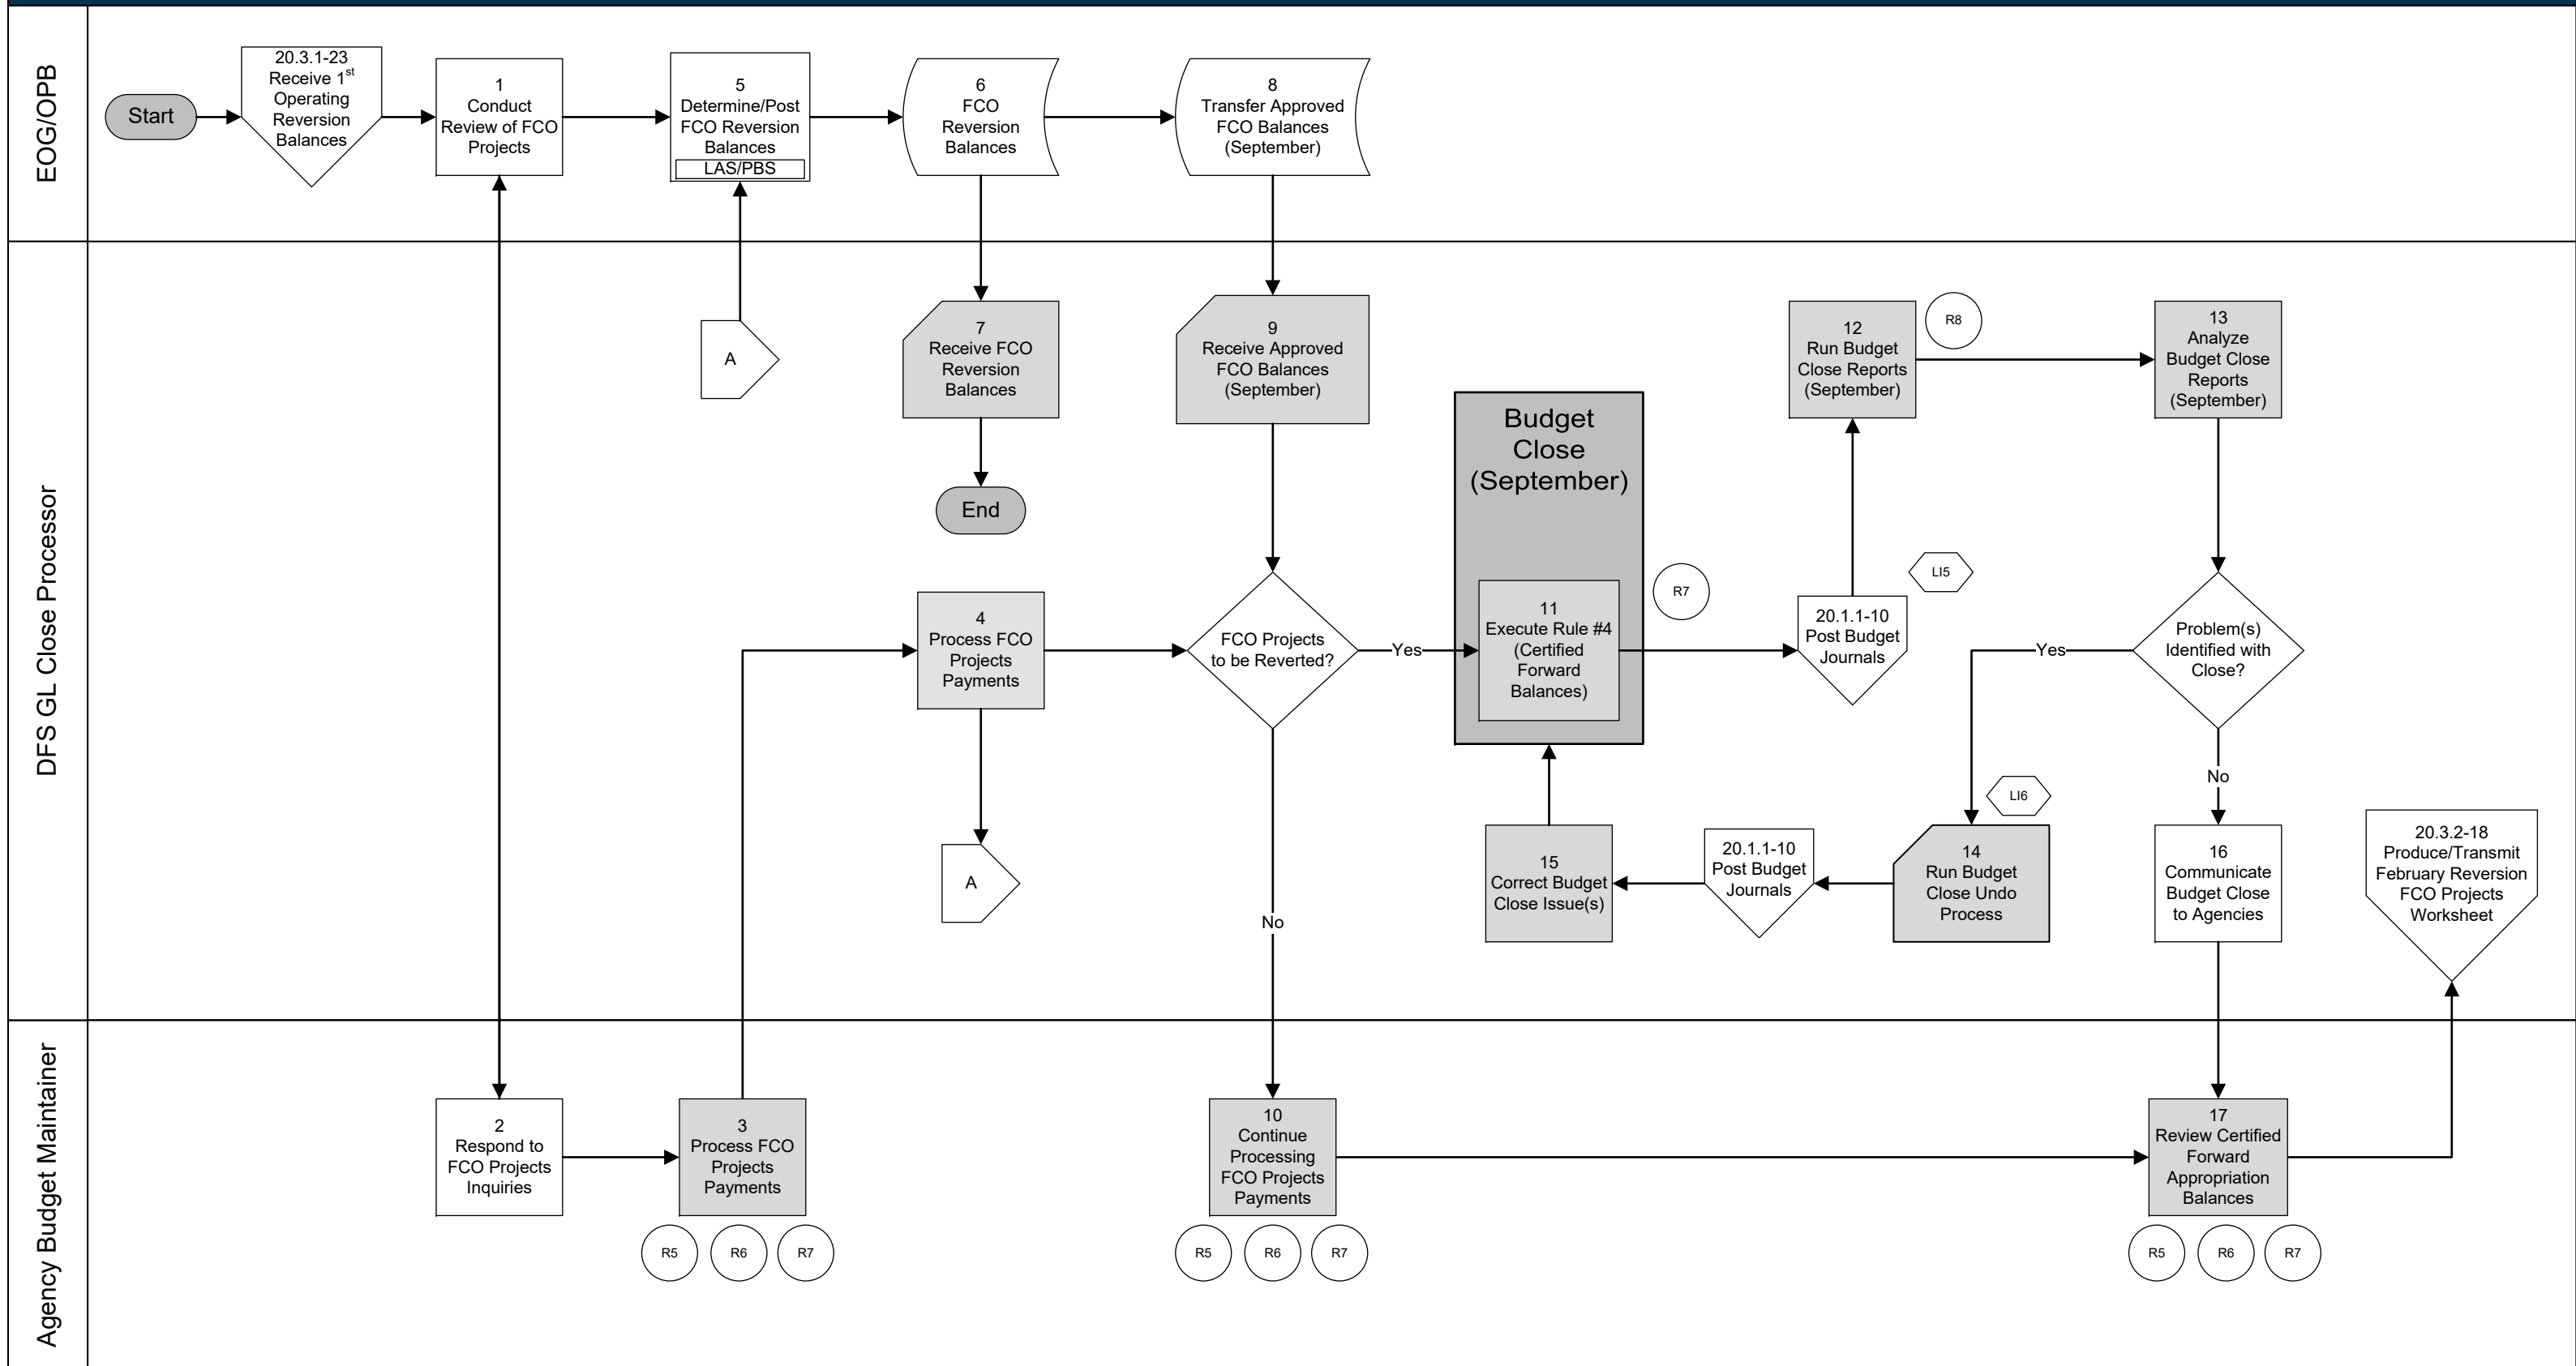 EOG/OPB
Start
20.3.1-23
Receive 1st
Operating
Reversion
Balances
1
Conduct
Review of FCO
Projects
5
Determine/Post
FCO Reversion
Balances
LAS/PBS
6
FCO
Reversion
Balances
8
Transfer Approved
FCO Balances
(September)
DFS GL Close Processor
A
7
Receive FCO
Reversion
Balances
End
9
Receive Approved
FCO Balances
(September)
4
Process FCO
Projects
Payments
A
FCO Projects
to be Reverted?
Yes
No
Budget
Close
(September)
11
Execute Rule #4
(Certified
Forward
Balances)
R7
20.1.1-10
Post Budget
Journals
LI5
12
Run Budget
Close Reports
(September)
R8
13
Analyze
Budget Close
Reports
(September)
Problem(s)
Identified with
Close?
Yes
No
LI6
14
Run Budget
Close Undo
Process
20.1.1-10
Post Budget
Journals
15
Correct Budget
Close Issue(s)
16
Communicate
Budget Close
to Agencies
20.3.2-18
Produce/Transmit
February Reversion
FCO Projects
Worksheet
Agency Budget Maintainer
2
Respond to
FCO Projects
Inquiries
3
Process FCO
Projects
Payments
R5
R6
R7
10
Continue
Processing
FCO Projects
Payments
R5
R6
R7
17
Review Certified
Forward
Appropriation
Balances
R5
R6
R7